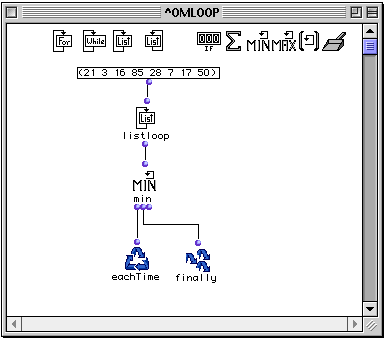 ^OMLOOP
For While List List 000 IF Σ MIN MAX
(21 3 16 85 28 7 17 50)
List
listloop
MIN
min
eachTime finally